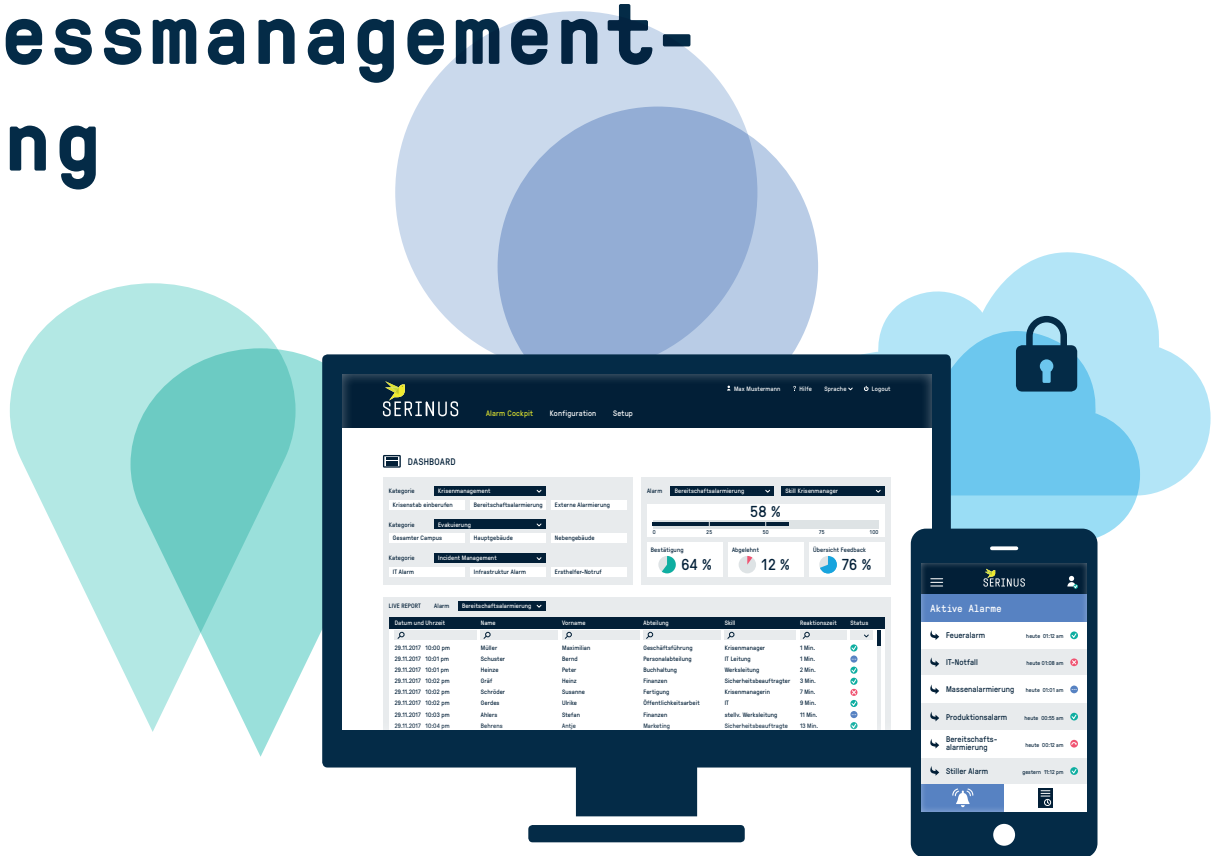 essmanagement-
ng
SERINUS
Alarm Cockpit Konfiguration Setup
Max Mustermann ? Hilfe Sprache Logout
DASHBOARD
Kategorie Krisenmanagement
Krisenstab einberufen Bereitschaftsalarmierung Externe Alarmierung
Kategorie Evakuierung
Gesamter Campus Hauptgebäude Nebengebäude
Kategorie Incident Management
IT Alarm Infrastruktur Alarm Ersthelfer-Notruf
Alarm Bereitschaftsalarmierung Skill Krisenmanager
58 %
0 25 50 75 100
Bestätigung Abgelehnt Übersicht Feedback
64 % 12 % 76 %
LIVE REPORT Alarm Bereitschaftsalarmierung
Datum und Uhrzeit Name Vorname Abteilung Skill Reaktionszeit Status
29.11.2017 10:00 pm Müller Maximilian Geschäftsführung Krisenmanager 1 Min.
29.11.2017 10:01 pm Schuster Bernd Personalabteilung IT Leitung 1 Min.
29.11.2017 10:01 pm Heinze Peter Buchhaltung Werksleitung 2 Min.
29.11.2017 10:02 pm Gräf Heinz Finanzen Sicherheitsbeauftragter 3 Min.
29.11.2017 10:02 pm Schröder Susanne Fertigung Krisenmanagerin 7 Min.
29.11.2017 10:02 pm Gerdes Ulrike Öffentlichkeitsarbeit IT 9 Min.
29.11.2017 10:03 pm Ahlers Stefan Finanzen stellv. Werksleitung 11 Min.
29.11.2017 10:04 pm Behrens Antje Marketing Sicherheitsbeauftragte 13 Min.
SERINUS
Aktive Alarme
Feueralarm heute 01:12 am
IT-Notfall heute 01:08 am
Massenalarmierung heute 01:01 am
Produktionsalarm heute 00:55 am
Bereitschafts-
alarmierung heute 00:12 am
Stiller Alarm gestern 11:12 pm